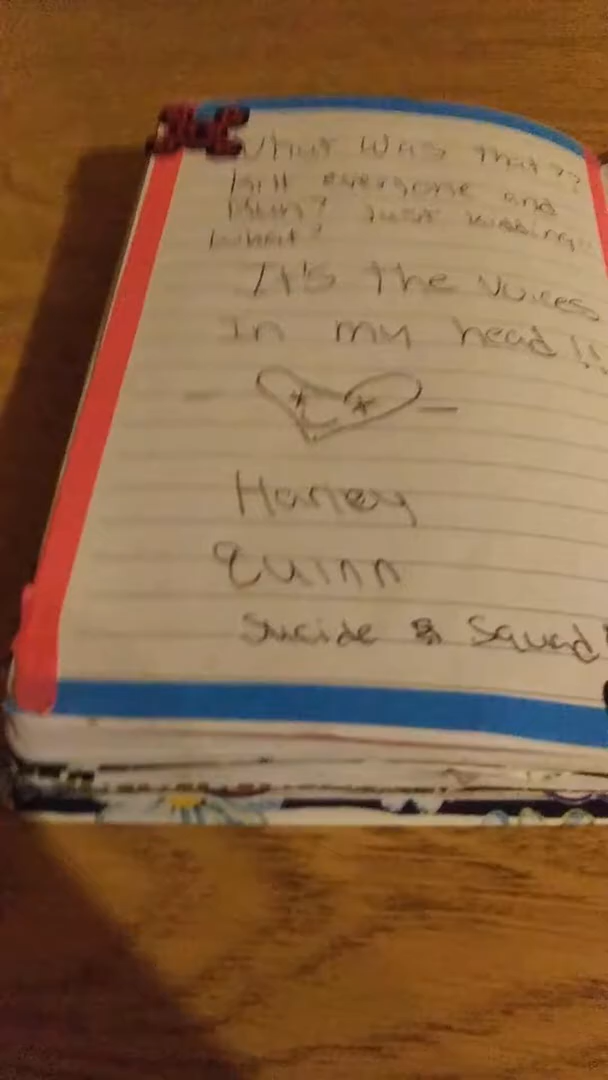 What was that??
Kill everyone and
Run? Just kidding!!
What?
It's the voices
In my head!!
Harley
Quinn
Suicide Squad!